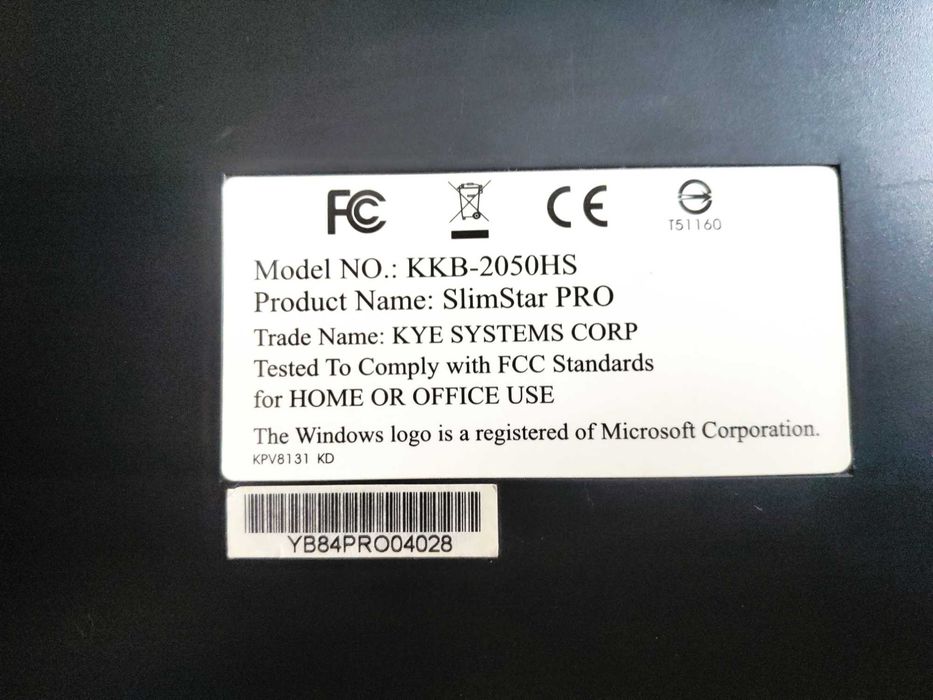 FC CE
T51160
Model NO.: KKB-2050HS
Product Name: SlimStar PRO
Trade Name: KYE SYSTEMS CORP
Tested To Comply with FCC Standards
for HOME OR OFFICE USE
The Windows logo is a registered of Microsoft Corporation.
KPV8131 KD
YB84PRO04028